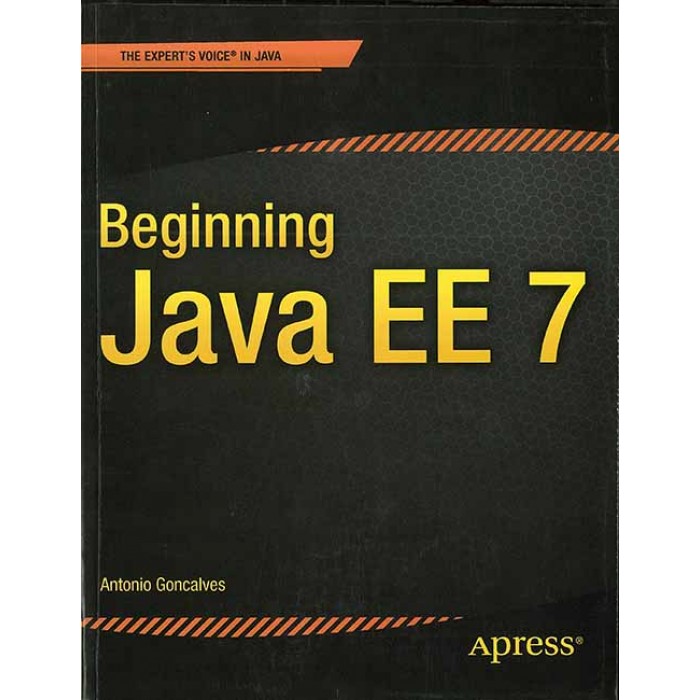 THE EXPERT'S VOICE® IN JAVA
Beginning
Java EE 7
Antonio Goncalves
Apress®